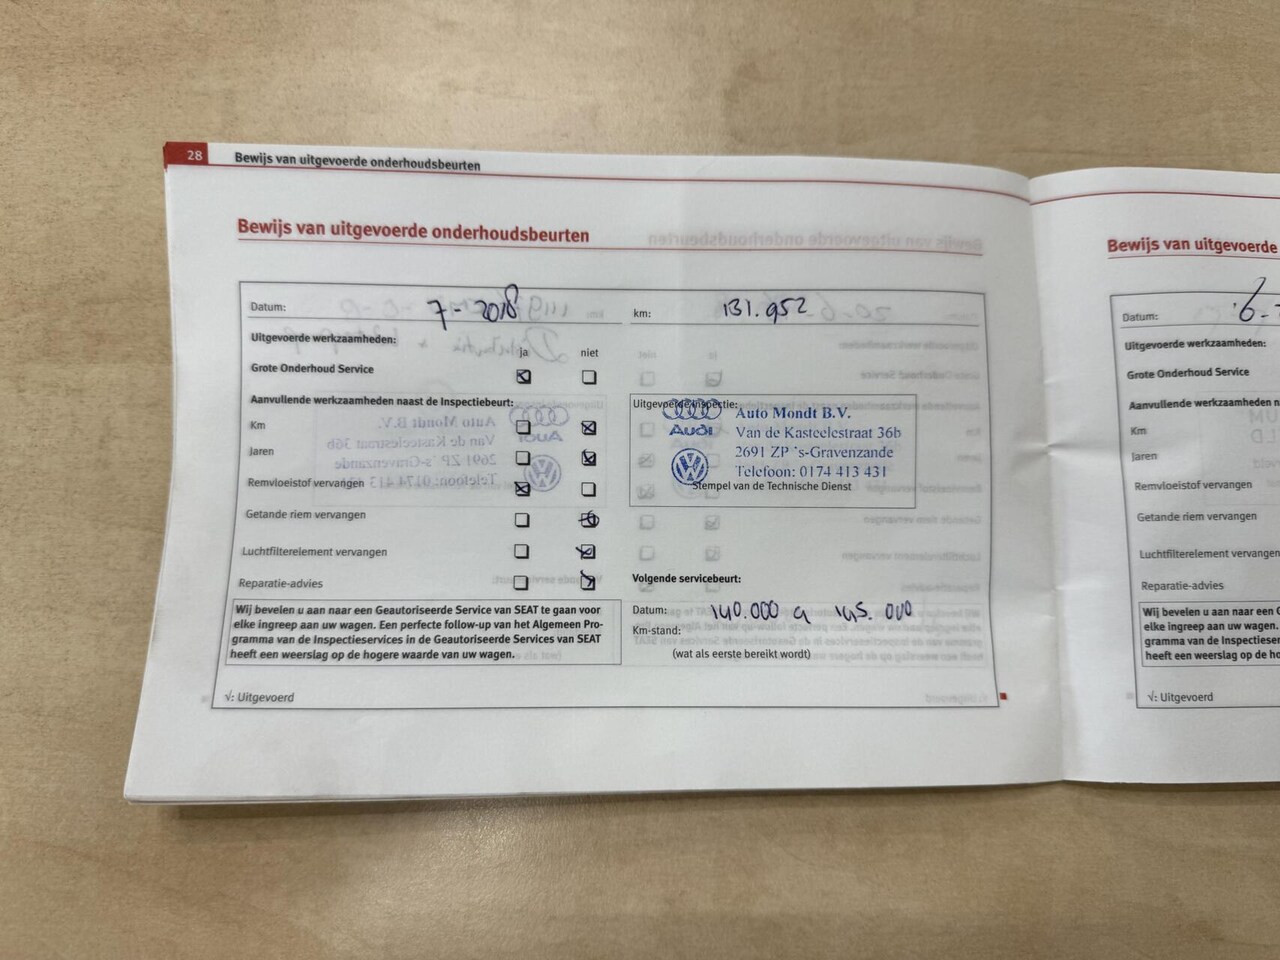 28 Bewijs van uitgevoerde onderhoudsbeurten
Bewijs van uitgevoerde onderhoudsbeurten
Datum: 7-2018 km: 131.952
Uitgevoerde werkzaamheden:
ja niet
Grote Onderhoud Service
Aanvullende werkzaamheden naast de Inspectiebeurt:
Km
Jaren
Remvloeistof vervangen
Getande riem vervangen
Luchtfilterelement vervangen
Reparatie-advies
Wij bevelen u aan naar een Geautoriseerde Service van SEAT te gaan voor
elke ingreep aan uw wagen. Een perfecte follow-up van het Algemeen Pro-
gramma van de Inspectieservices in de Geautoriseerde Services van SEAT
heeft een weerslag op de hogere waarde van uw wagen.
√: Uitgevoerd
Uitgevoerde Inspectie:
AUDI
Auto Mondt B.V.
Van de Kasteelestraat 36b
2691 ZP 's-Gravenzande
Telefoon: 0174 413 431
Stempel van de Technische Dienst
Volgende servicebeurt:
Datum: 140.000 a 145.000
Km-stand:
(wat als eerste bereikt wordt)
Bewijs van uitgevoerde
Datum:
Uitgevoerde werkzaamheden:
Grote Onderhoud Service
Aanvullende werkzaamheden n
Km
Jaren
Remvloeistof vervangen
Getande riem vervangen
Luchtfilterelement vervangen
Reparatie-advies
Wij bevelen u aan naar een G
elke ingreep aan uw wagen.
gramma van de Inspectieser
heeft een weerslag op de ho
√: Uitgevoerd